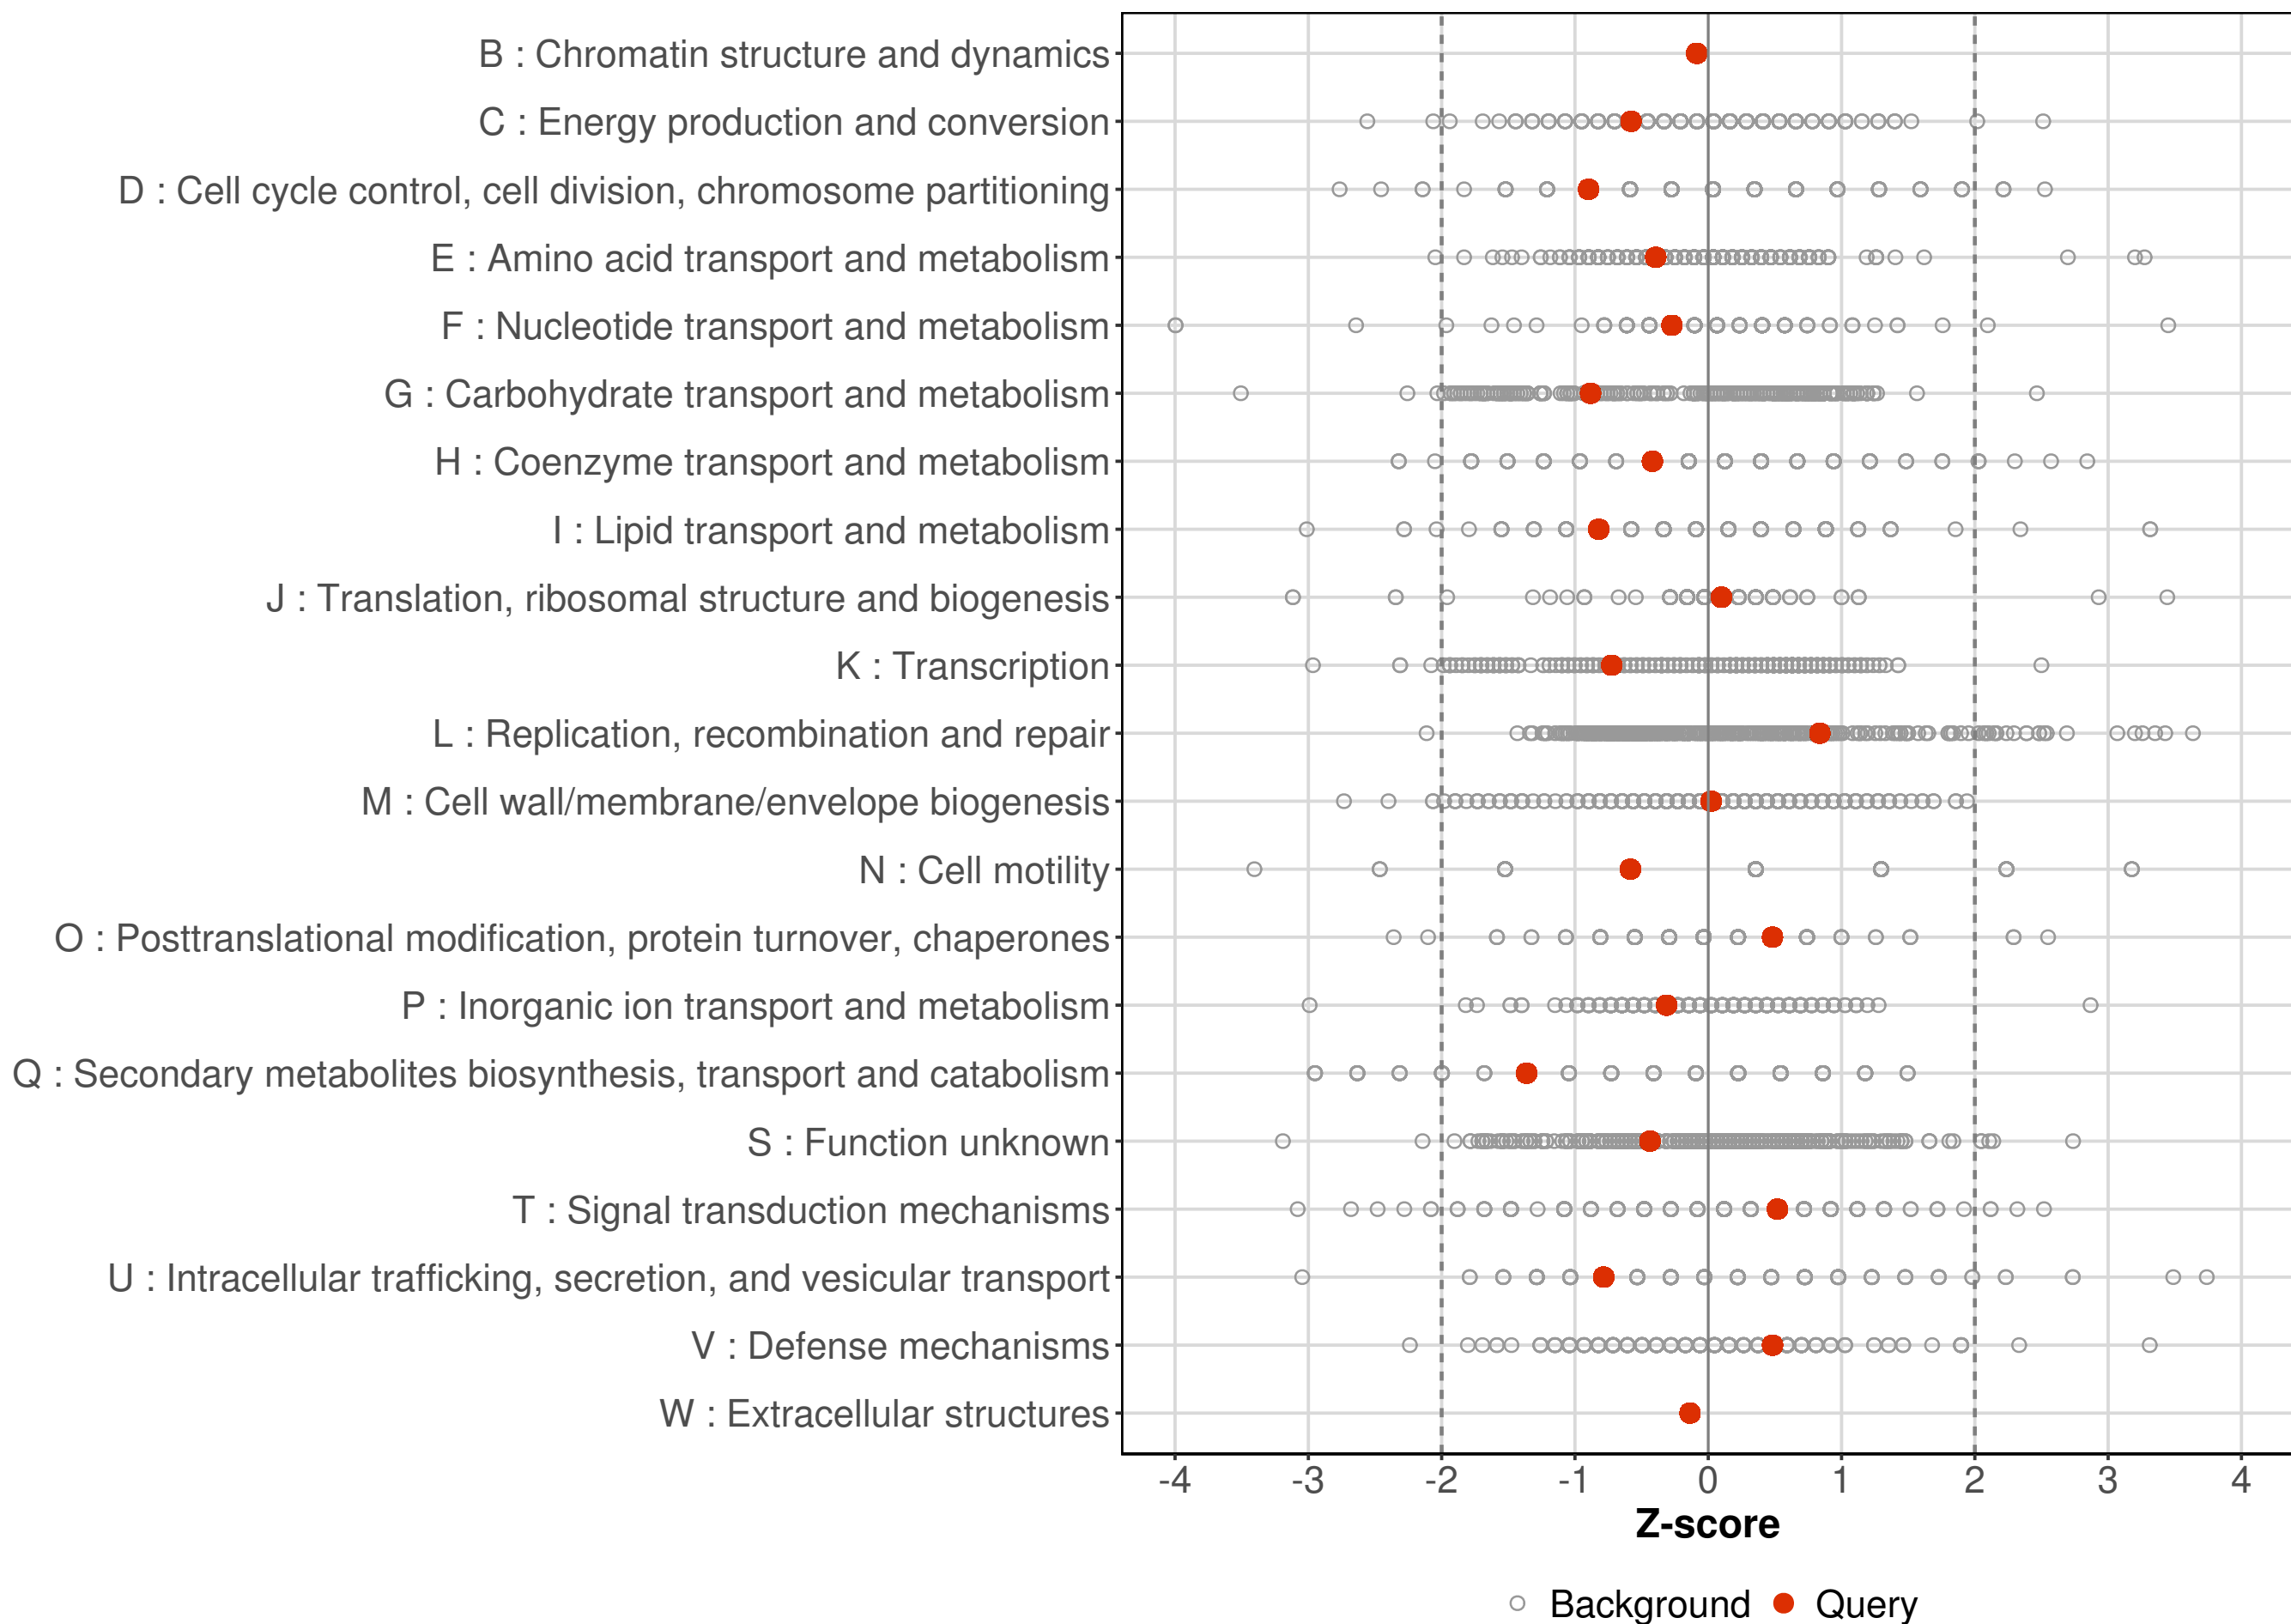 B : Chromatin structure and dynamics
C : Energy production and conversion
D : Cell cycle control, cell division, chromosome partitioning
E : Amino acid transport and metabolism
F : Nucleotide transport and metabolism
G : Carbohydrate transport and metabolism
H : Coenzyme transport and metabolism
I : Lipid transport and metabolism
J : Translation, ribosomal structure and biogenesis
K : Transcription
L : Replication, recombination and repair
M : Cell wall/membrane/envelope biogenesis
N : Cell motility
O : Posttranslational modification, protein turnover, chaperones
P : Inorganic ion transport and metabolism
Q : Secondary metabolites biosynthesis, transport and catabolism
S : Function unknown
T : Signal transduction mechanisms
U : Intracellular trafficking, secretion, and vesicular transport
V : Defense mechanisms
W : Extracellular structures
-4 -3 -2 -1 0 1 2 3 4
Z-score
Background Query